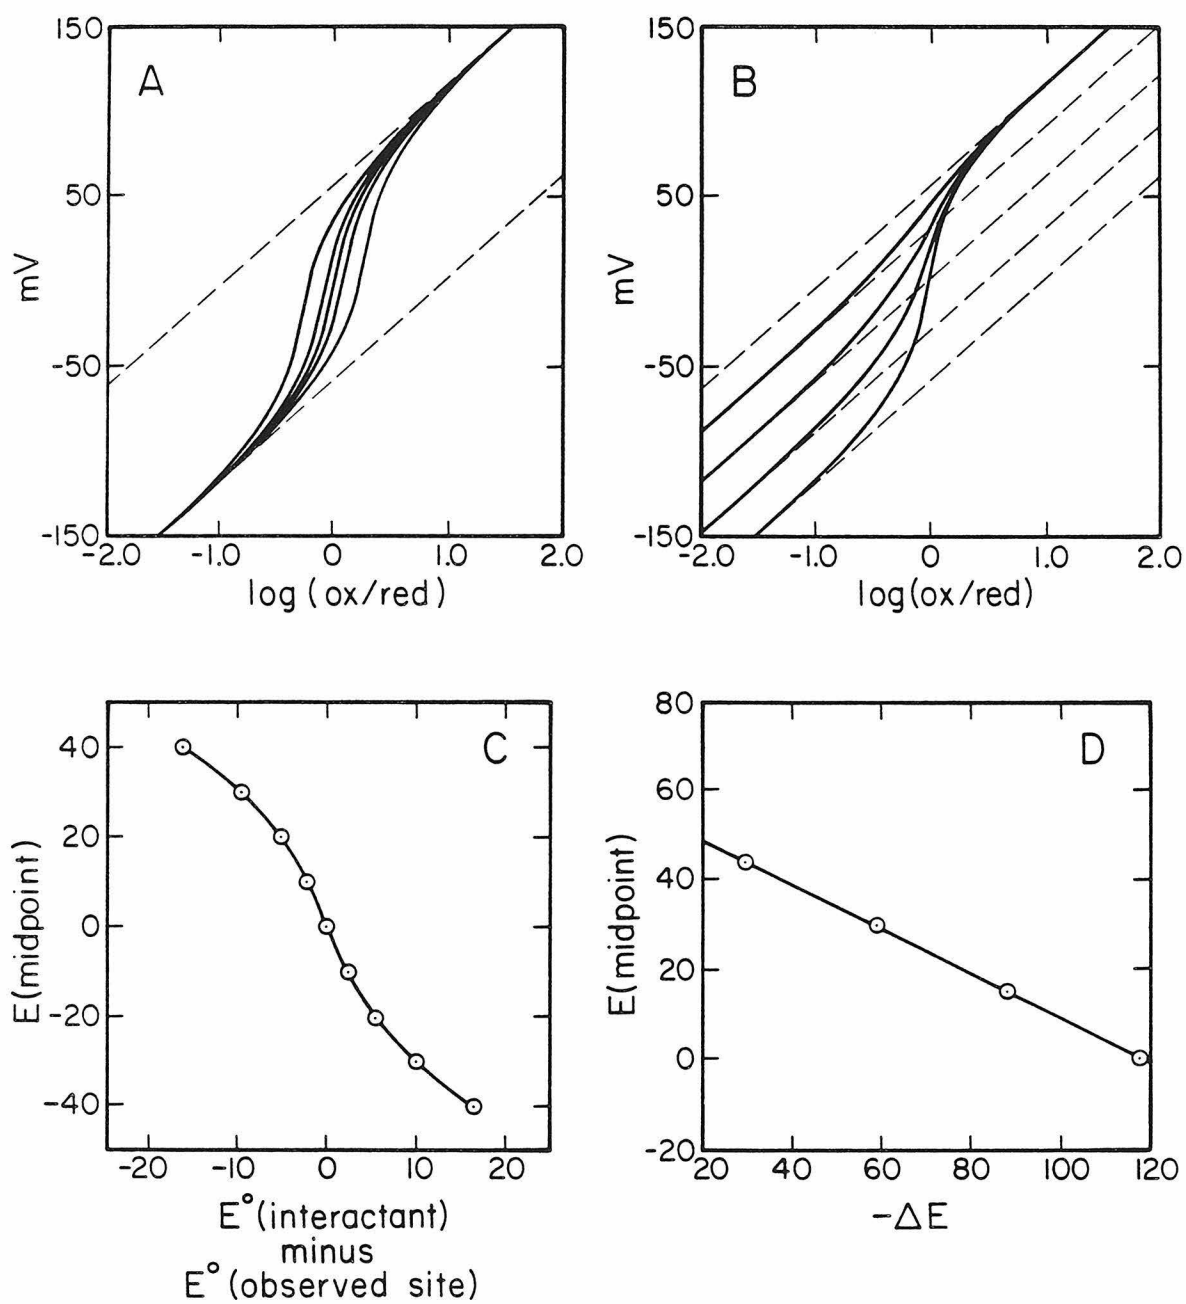 150
A
50
mV
-50
-150
-2.0 -1.0 0 1.0 2.0
log (ox/red)
150
B
50
mV
-50
-150
-2.0 -1.0 0 1.0 2.0
log(ox/red)
40
C
20
E(midpoint)
0
-20
-40
-20 -10 0 10 20
E° (interactant)
minus
E° (observed site)
80
D
60
E(midpoint)
40
20
0
-20
20 40 60 80 100 120
-ΔE